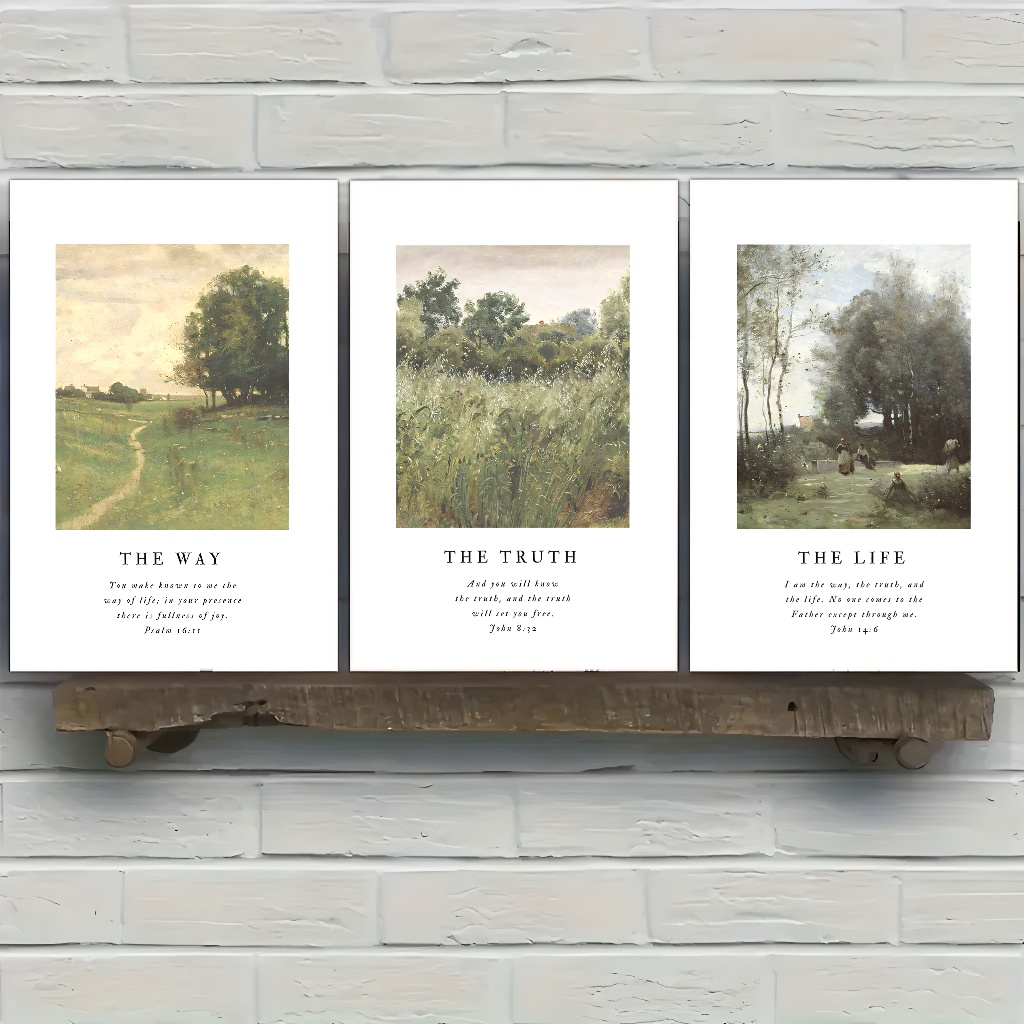 THE WAY
You make known to me the
way of life; in your presence
there is fullness of joy.
Psalm 16:11
THE TRUTH
And you will know
the truth, and the truth
will set you free.
John 8:32
THE LIFE
I am the way, the truth, and
the life. No one comes to the
Father except through me.
John 14:6